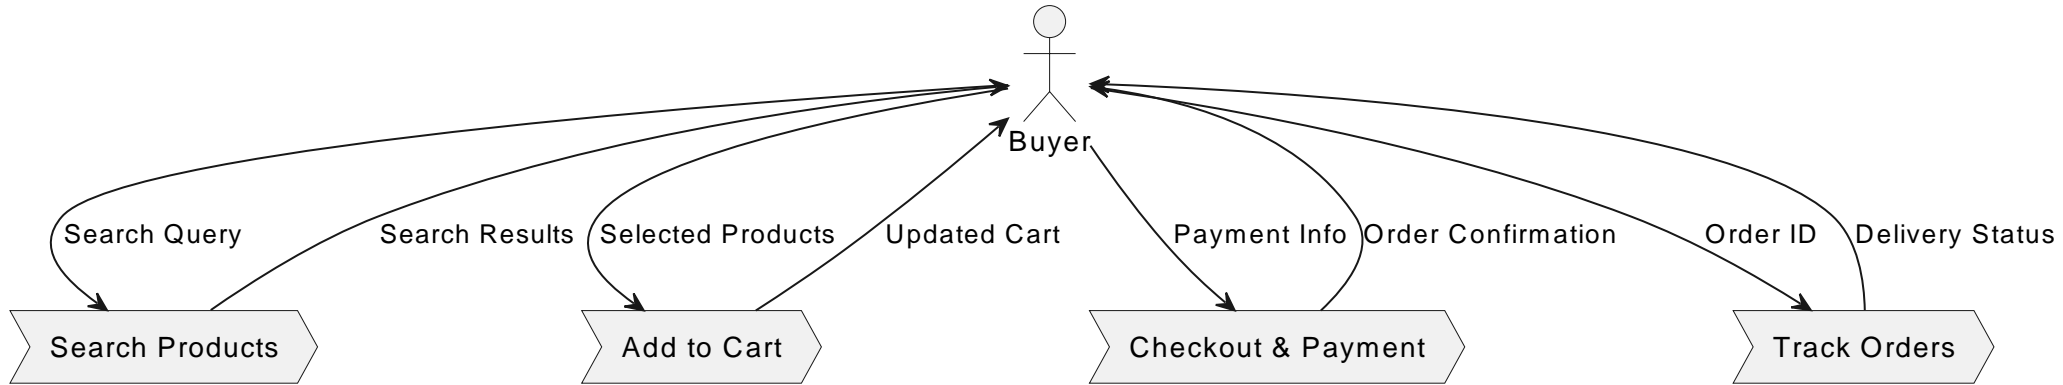 Buyer
Search Query
Search Results
Selected Products
Updated Cart
Payment Info
Order Confirmation
Order ID
Delivery Status
Search Products
Add to Cart
Checkout & Payment
Track Orders